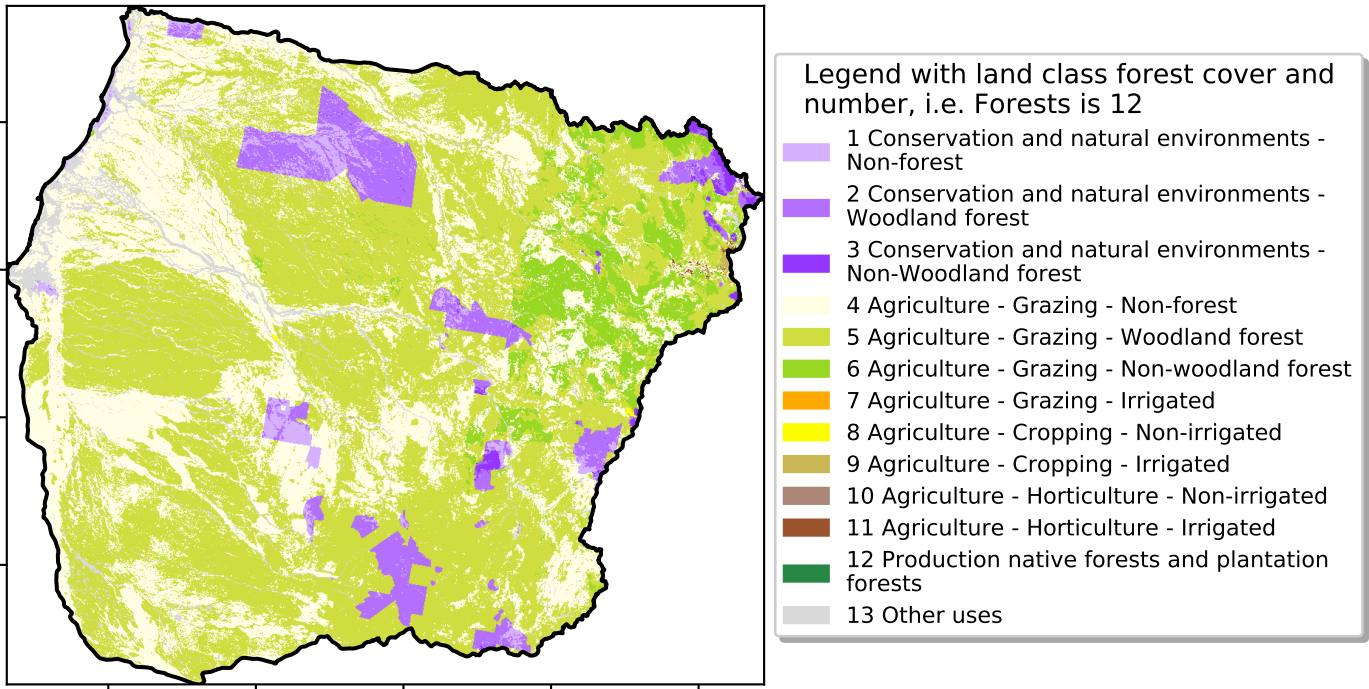 Legend with land class forest cover and
number, i.e. Forests is 12
1 Conservation and natural environments -
Non-forest
2 Conservation and natural environments -
Woodland forest
3 Conservation and natural environments -
Non-Woodland forest
4 Agriculture - Grazing - Non-forest
5 Agriculture - Grazing - Woodland forest
6 Agriculture - Grazing - Non-woodland forest
7 Agriculture - Grazing - Irrigated
8 Agriculture - Cropping - Non-irrigated
9 Agriculture - Cropping - Irrigated
10 Agriculture - Horticulture - Non-irrigated
11 Agriculture - Horticulture - Irrigated
12 Production native forests and plantation
forests
13 Other uses